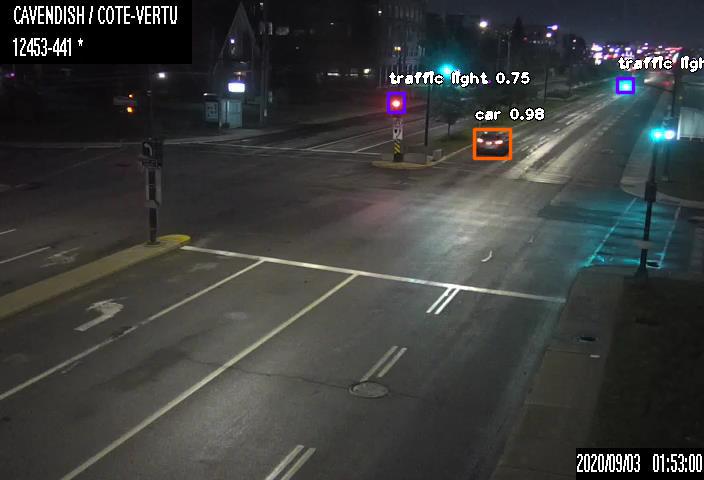 CAVENDISH / COTE-VERTU
12453-441 *
traffic ligh
traffic light 0.75
car 0.98
2020/09/03 01:53:00